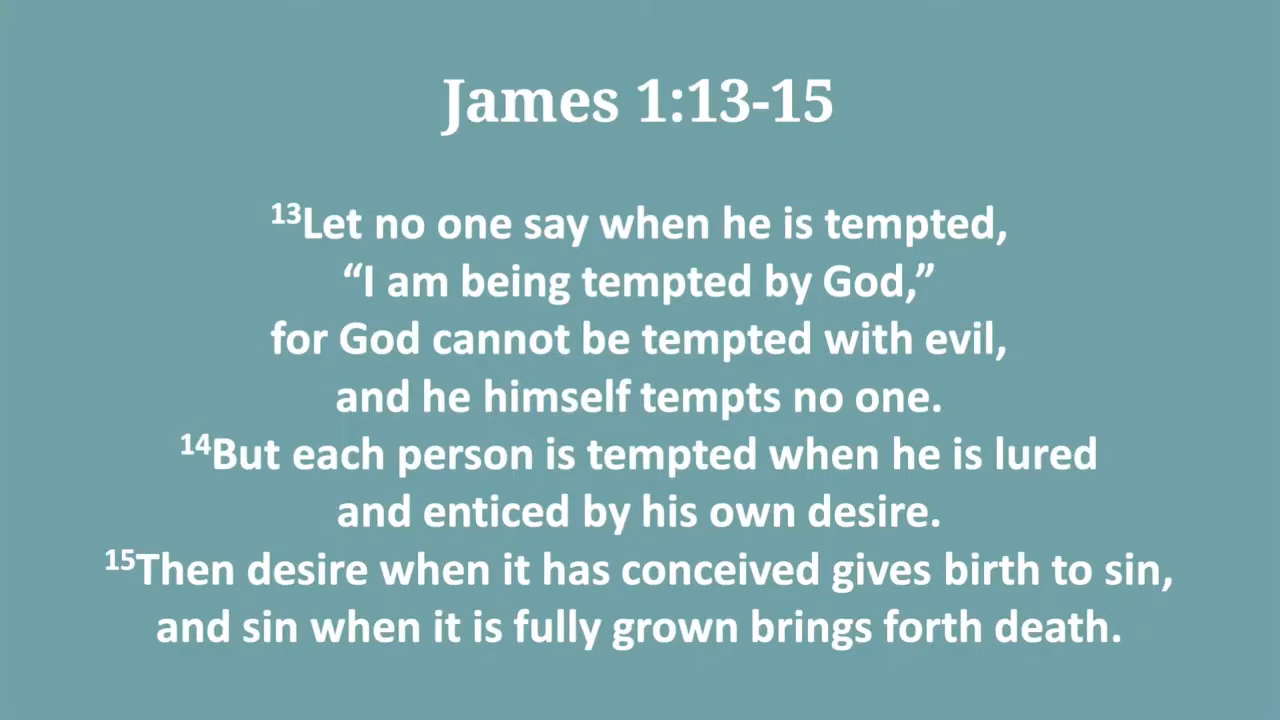 James 1:13-15
¹³Let no one say when he is tempted,
“I am being tempted by God,”
for God cannot be tempted with evil,
and he himself tempts no one.
¹⁴But each person is tempted when he is lured
and enticed by his own desire.
¹⁵Then desire when it has conceived gives birth to sin,
and sin when it is fully grown brings forth death.